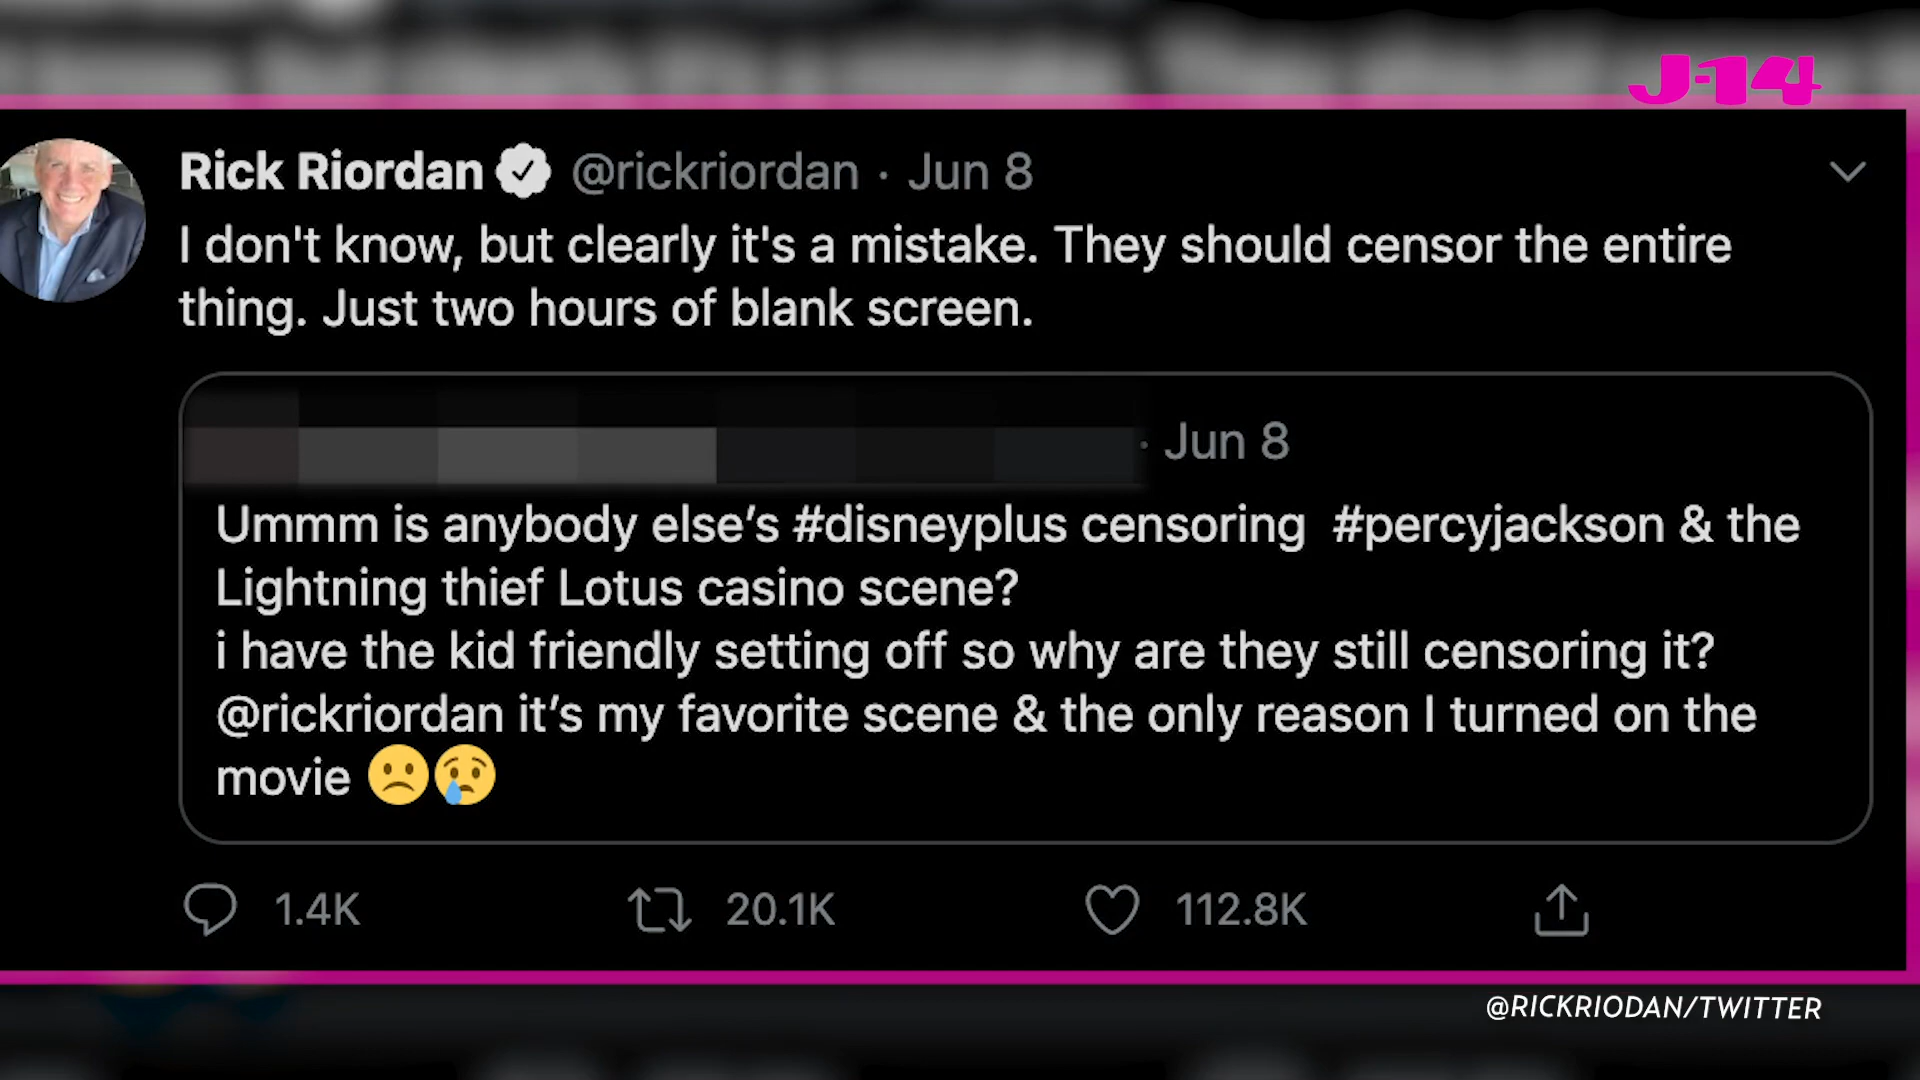 J-14
Rick Riordan @rickriordan · Jun 8
I don't know, but clearly it's a mistake. They should censor the entire
thing. Just two hours of blank screen.
· Jun 8
Ummm is anybody else’s #disneyplus censoring #percyjackson & the
Lightning thief Lotus casino scene?
i have the kid friendly setting off so why are they still censoring it?
@rickriordan it’s my favorite scene & the only reason I turned on the
movie 🙁😢
1.4K 20.1K 112.8K
@RICKRIODAN/TWITTER